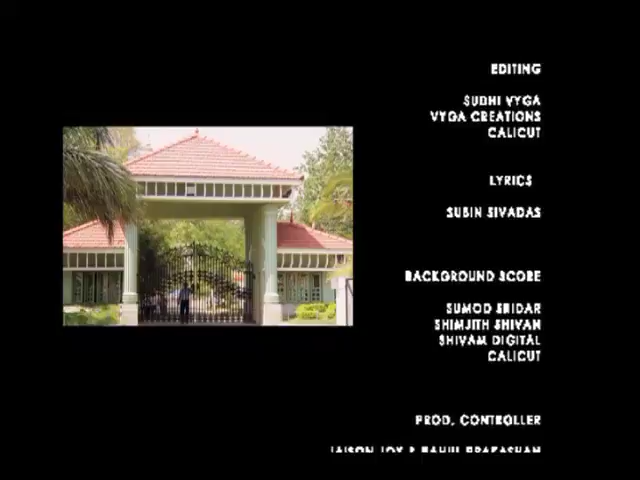 EDITING
SUDHI VYGA
VYGA CREATIONS
CALICUT
LYRICS
SUBIN SIVADAS
BACKGROUND SCORE
SUMOD SRIDAR
SHIMJITH SHIVAN
SHIVAM DIGITAL
CALICUT
PROD. CONTROLLER